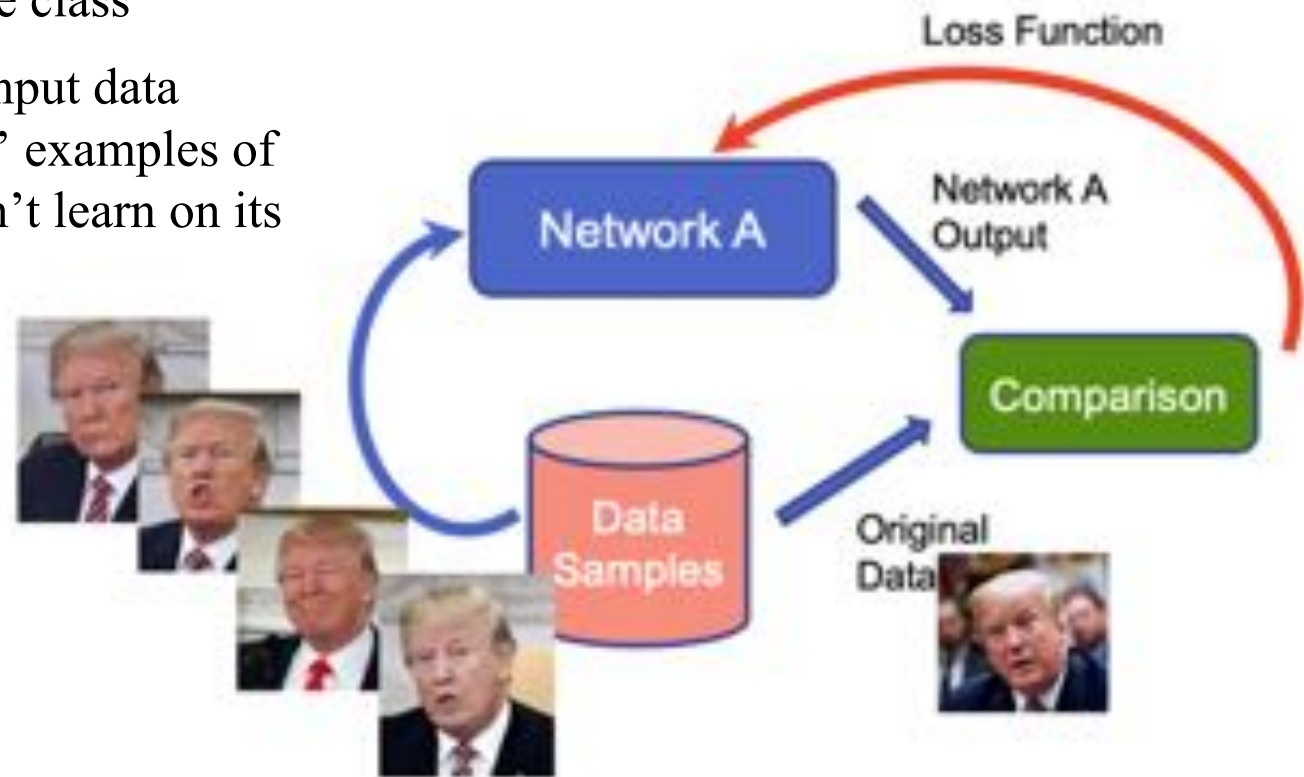 e class
nput data
’ examples of
n’t learn on its
Loss Function
Network A
Network A
Output
Comparison
Data
Samples
Original
Data